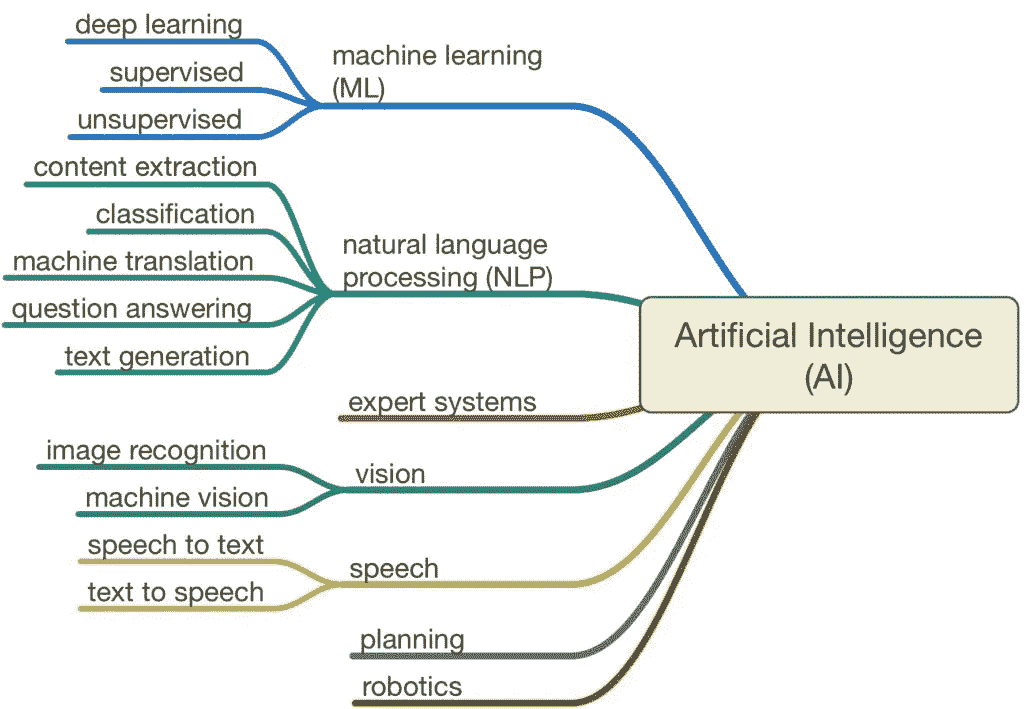 deep learning
supervised
unsupervised
machine learning
(ML)
content extraction
classification
machine translation
question answering
text generation
natural language
processing (NLP)
expert systems
image recognition
machine vision
vision
speech to text
text to speech
speech
planning
robotics
Artificial Intelligence
(AI)